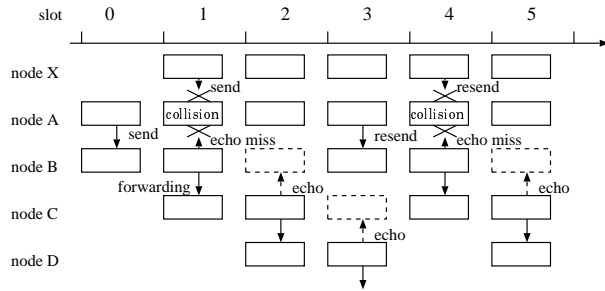 slot 0 1 2 3 4 5
node X
send resend
node A collision collision
send echo miss resend echo miss
node B
forwarding echo echo
node C
echo
node D